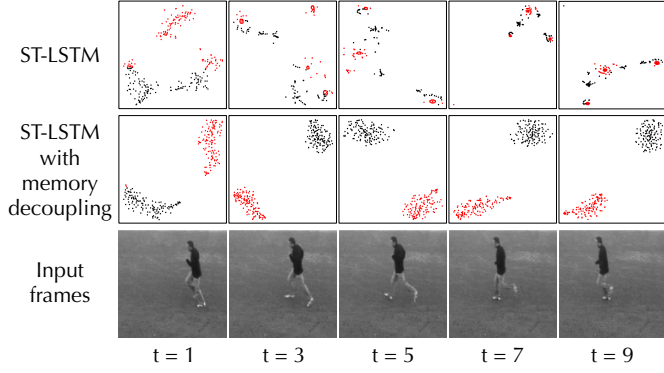 ST-LSTM
ST-LSTM
with
memory
decoupling
Input
frames
t = 1 t = 3 t = 5 t = 7 t = 9